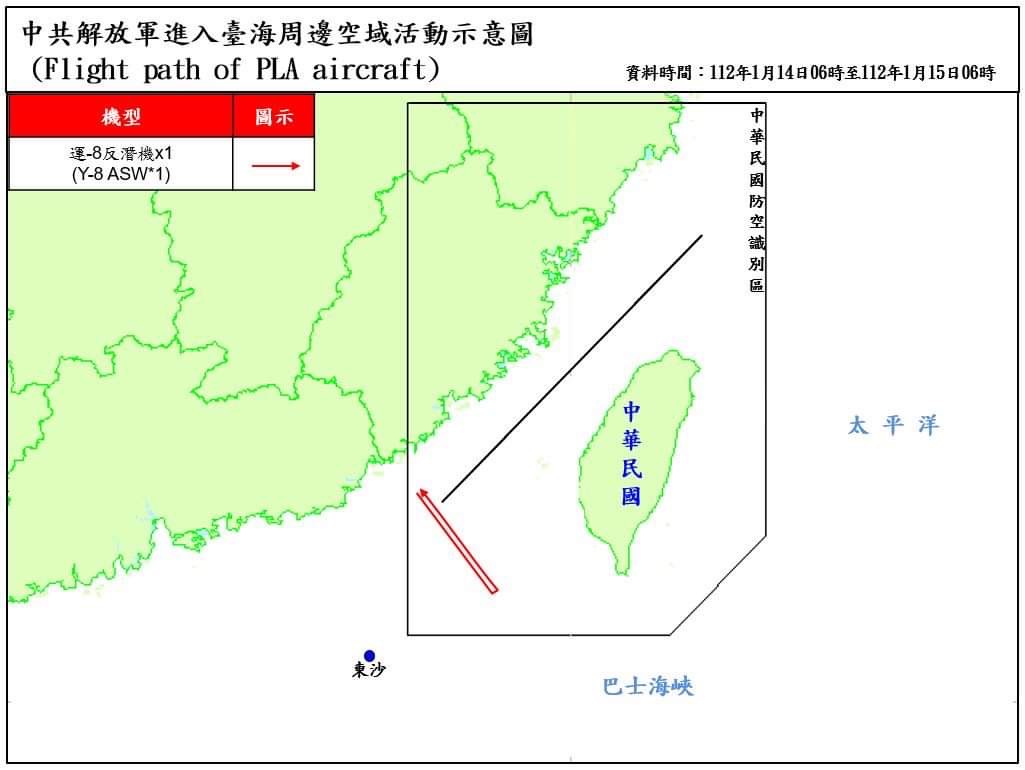 中共解放軍進入臺海周邊空域活動示意圖
(Flight path of PLA aircraft)
資料時間：112年1月14日06時至112年1月15日06時
機型
圖示
運-8反潛機x1
(Y-8 ASW*1)
中華民國防空識別區
中華民國
太平洋
東沙
巴士海峽